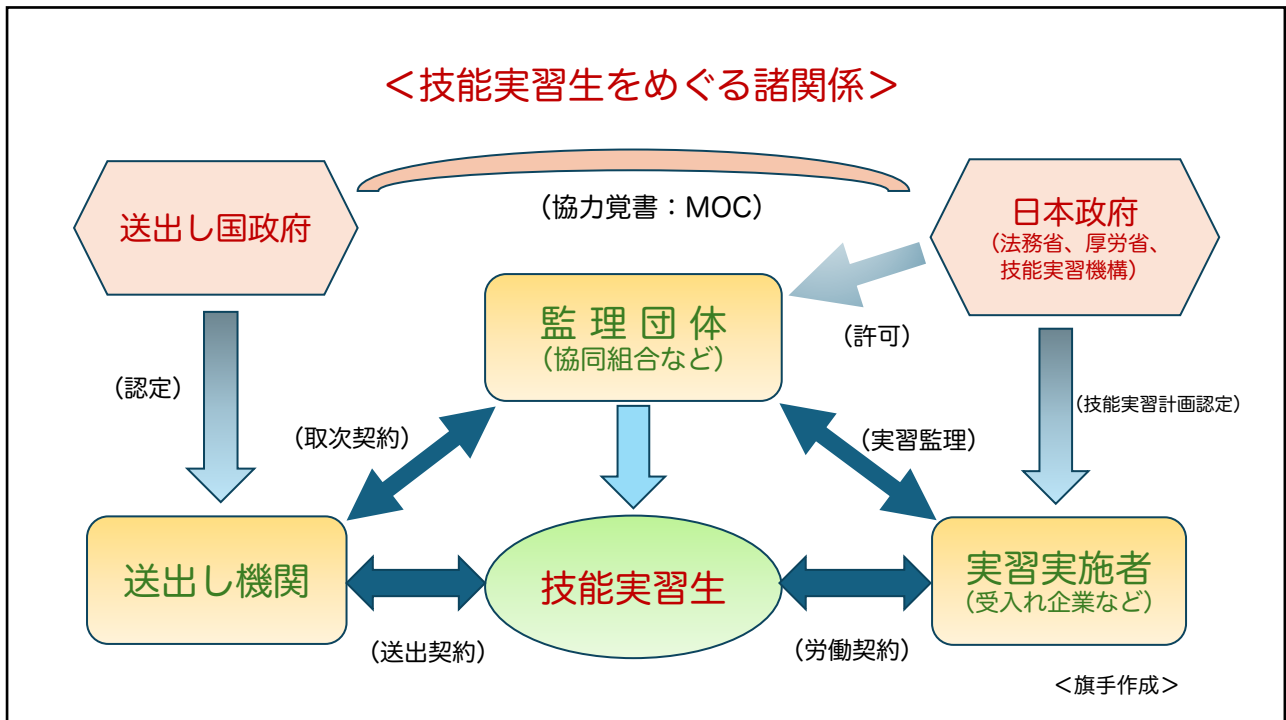 ＜技能実習生をめぐる諸関係＞
送出し国政府
（協力覚書：MOC）
日本政府
（法務省、厚労省、
技能実習機構）
監 理 団 体
（協同組合など）
（許可）
（認定）
（技能実習計画認定）
（取次契約）
（実習監理）
送出し機関
技能実習生
実習実施者
（受入れ企業など）
（送出契約）
（労働契約）
＜旗手作成＞